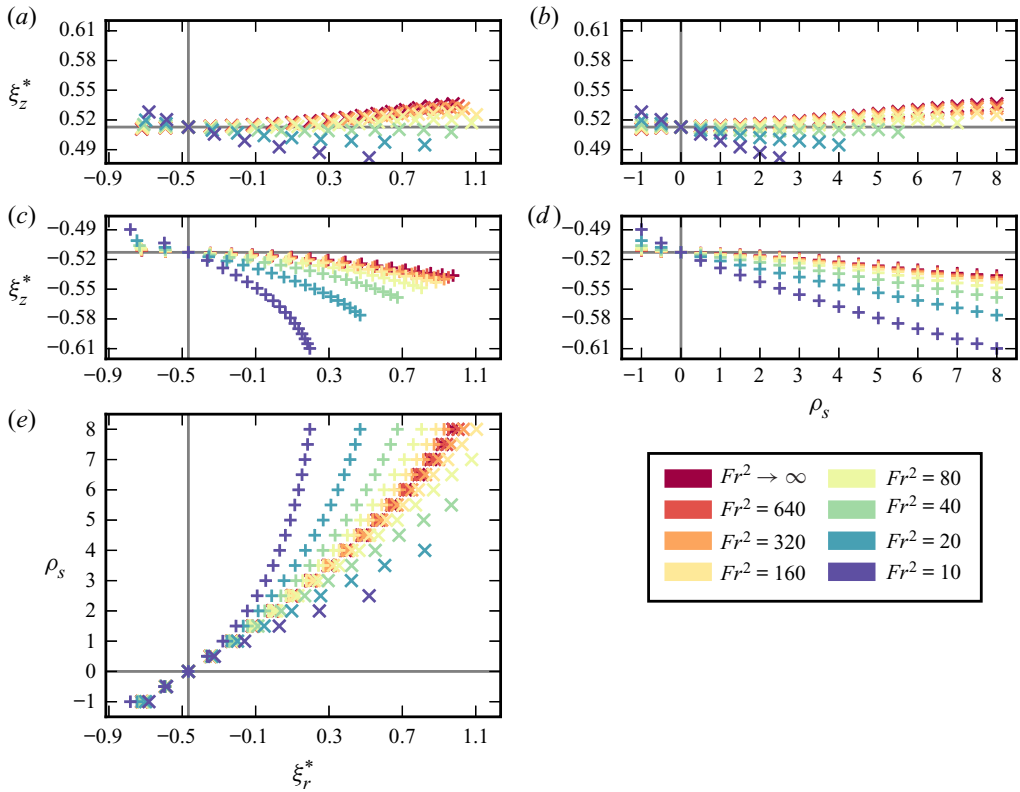 (a)
0.61
0.58
0.55
0.52
0.49
ξz*
−0.9 −0.5 −0.1 0.3 0.7 1.1
(b)
0.61
0.58
0.55
0.52
0.49
−1 0 1 2 3 4 5 6 7 8
(c)
−0.49
−0.52
−0.55
−0.58
−0.61
ξz*
−0.9 −0.5 −0.1 0.3 0.7 1.1
(d)
−0.49
−0.52
−0.55
−0.58
−0.61
−1 0 1 2 3 4 5 6 7 8
ρs
(e)
8
7
6
5
4
3
2
1
0
−1
ρs
−0.9 −0.5 −0.1 0.3 0.7 1.1
ξr*
Fr² → ∞
Fr² = 640
Fr² = 320
Fr² = 160
Fr² = 80
Fr² = 40
Fr² = 20
Fr² = 10